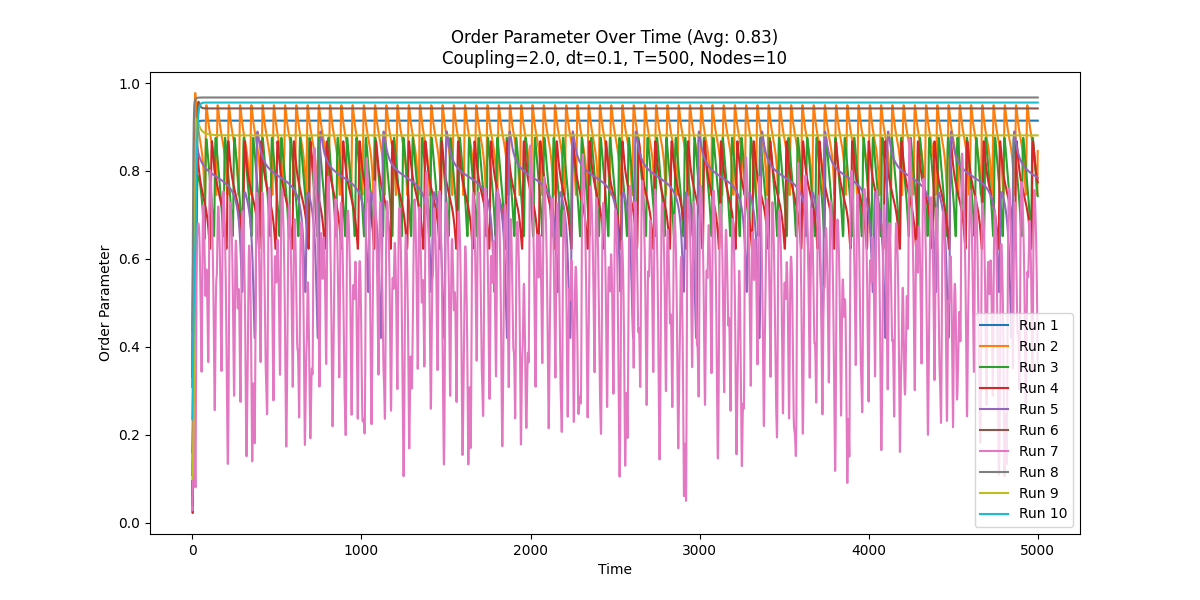 Order Parameter Over Time (Avg: 0.83)
Coupling=2.0, dt=0.1, T=500, Nodes=10
Order Parameter
1.0
0.8
0.6
0.4
0.2
0.0
0
1000
2000
3000
4000
5000
Time
Run 1
Run 2
Run 3
Run 4
Run 5
Run 6
Run 7
Run 8
Run 9
Run 10